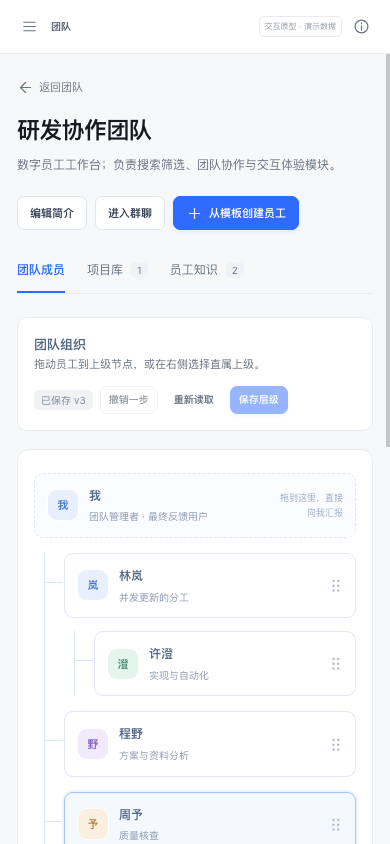 团队
交互原型 · 演示数据
返回团队
研发协作团队
数字员工工作台；负责搜索筛选、团队协作与交互体验模块。
编辑简介
进入群聊
从模板创建员工
团队成员
项目库 1
员工知识 2
团队组织
拖动员工到上级节点，或在右侧选择直属上级。
已保存 v3
撤销一步
重新读取
保存层级
我
我
团队管理者 · 最终反馈用户
拖到这里，直接
向我汇报
岚
林岚
并发更新的分工
澄
许澄
实现与自动化
野
程野
方案与资料分析
予
周予
质量核查